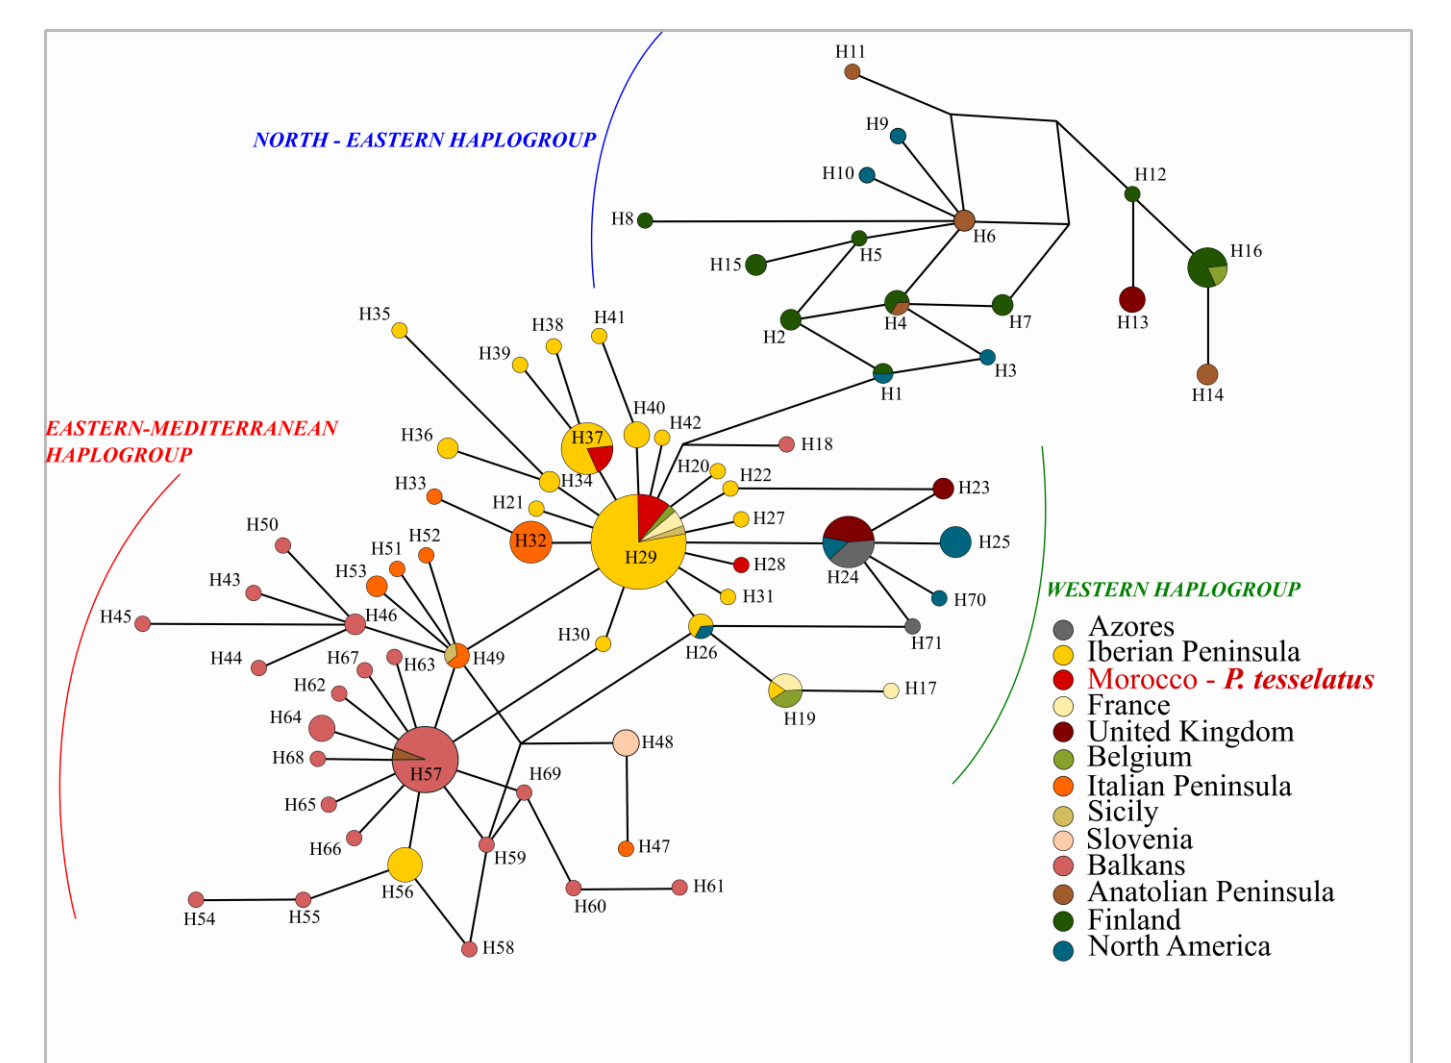 H11
NORTH - EASTERN HAPLOGROUP
H9
H10
H12
H8
H6
H5
H16
H15
H35
H38
H41
H2
H4
H7
H13
H39
H3
H1
H14
H40
EASTERN-MEDITERRANEAN
HAPLOGROUP
H36
H37
H42
H18
H20
H22
H33
H34
H23
H21
H50
H52
H27
H32
H51
H29
H25
H53
H28
H24
H43
H46
H31
H70
WESTERN HAPLOGROUP
H45
H30
H71
Azores
H44
H67
H63
H49
H26
Iberian Peninsula
Morocco - P. tesselatus
H62
H17
France
H64
H19
United Kingdom
H48
H68
H57
H69
Belgium
Italian Peninsula
H65
Sicily
H66
H59
H47
Slovenia
Balkans
H56
H61
Anatolian Peninsula
H54
H55
H60
Finland
H58
North America